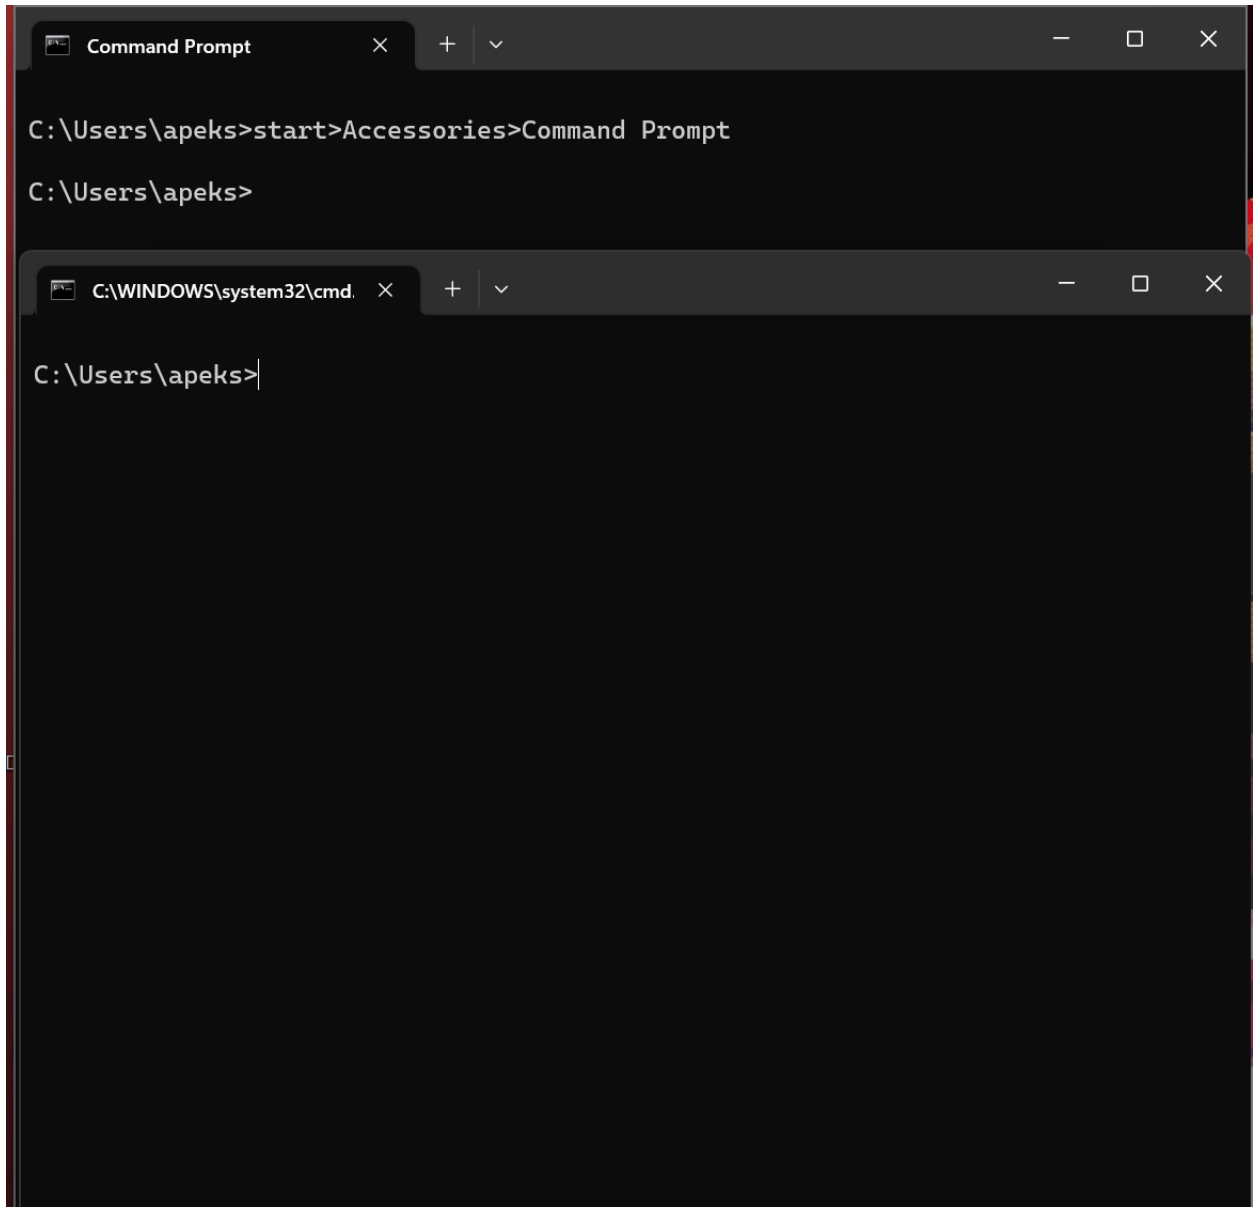 Command Prompt
C:\Users\apeks>start>Accessories>Command Prompt
C:\Users\apeks>
C:\WINDOWS\system32\cmd.
C:\Users\apeks>